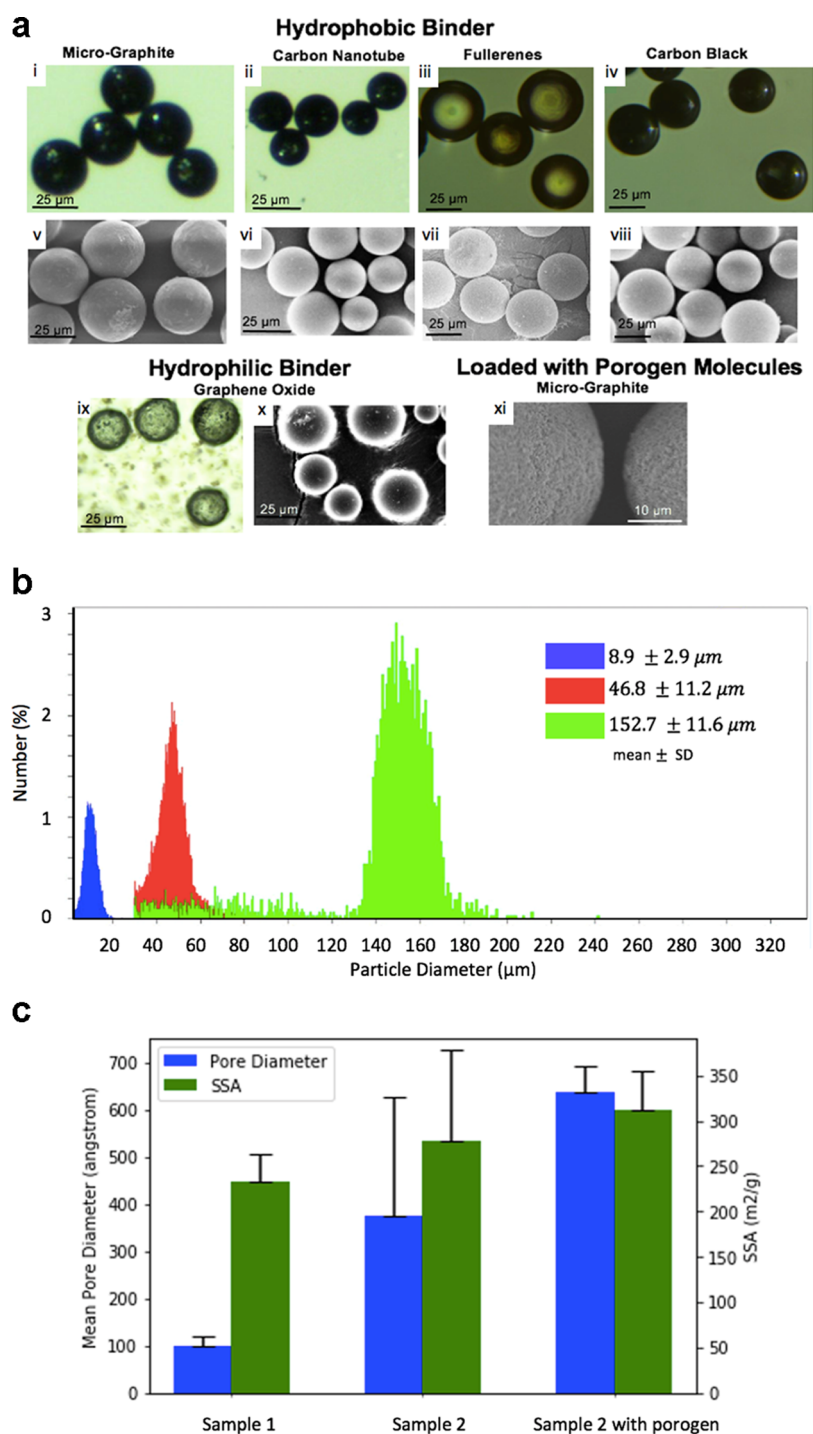 a
Hydrophobic Binder
Micro-Graphite
Carbon Nanotube
Fullerenes
Carbon Black
i
ii
iii
iv
25 μm
25 μm
25 μm
25 μm
v
vi
vii
viii
25 μm
25 μm
25 μm
25 μm
Hydrophilic Binder
Loaded with Porogen Molecules
Graphene Oxide
Micro-Graphite
ix
x
xi
25 μm
25 μm
10 μm
b
3
2
1
0
Number (%)
8.9 ± 2.9 μm
46.8 ± 11.2 μm
152.7 ± 11.6 μm
mean ± SD
20 40 60 80 100 120 140 160 180 200 220 240 260 280 300 320
Particle Diameter (μm)
c
Pore Diameter
SSA
700
600
500
400
300
200
100
0
Mean Pore Diameter (angstrom)
350
300
250
200
150
100
50
0
SSA (m2/g)
Sample 1
Sample 2
Sample 2 with porogen